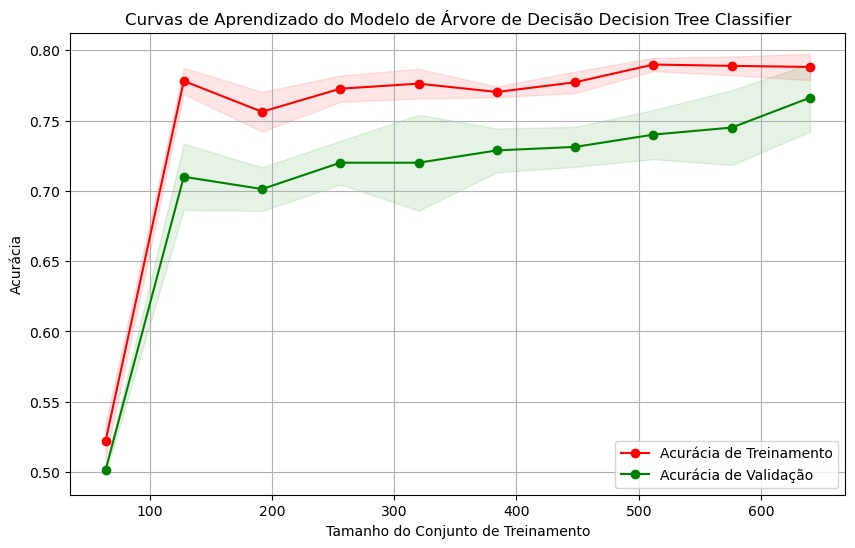 Curvas de Aprendizado do Modelo de Árvore de Decisão Decision Tree Classifier
0.80
0.75
0.70
0.65
0.60
0.55
0.50
Acurácia
Acurácia de Treinamento
Acurácia de Validação
100 200 300 400 500 600
Tamanho do Conjunto de Treinamento